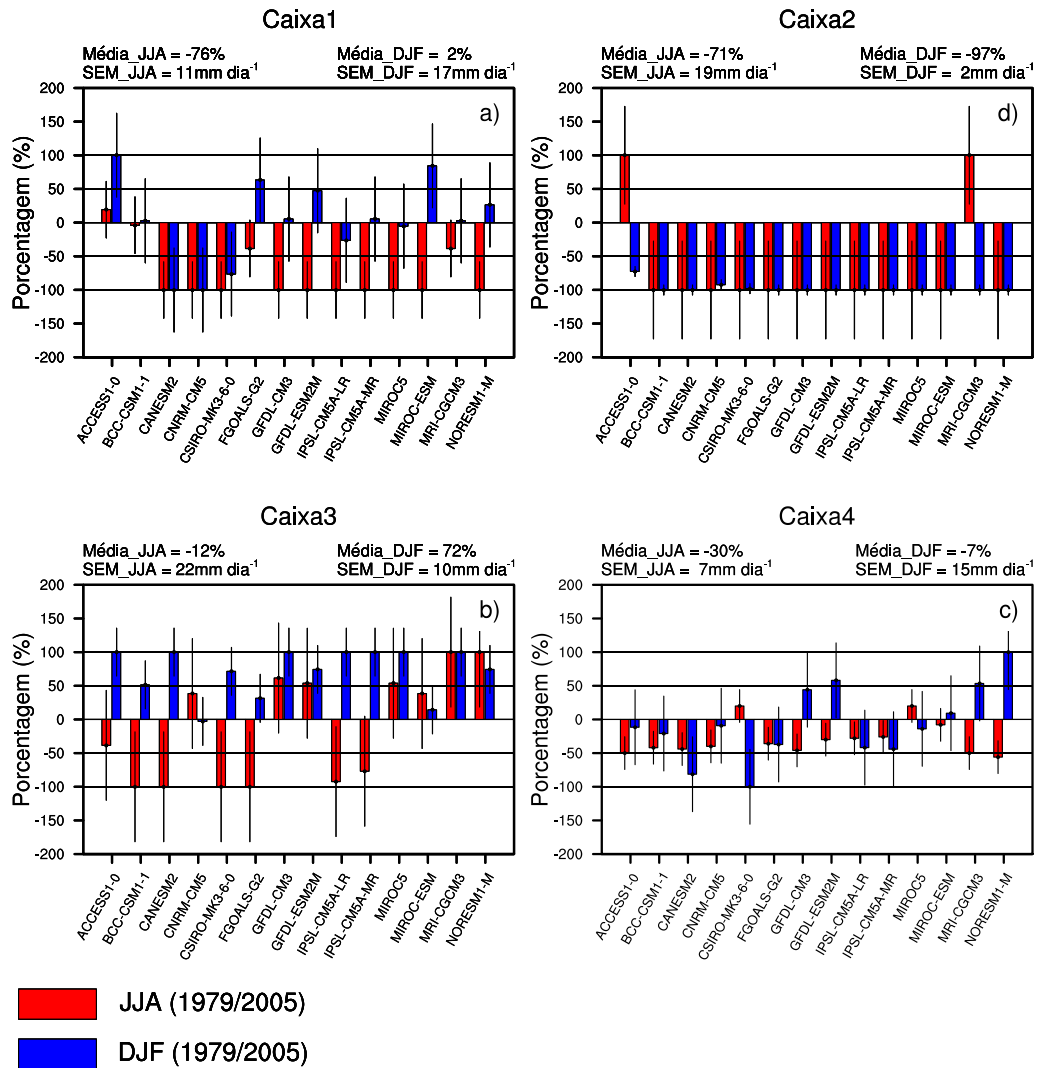 Caixa1
Média_JJA = -76%
Média_DJF = 2%
SEM_JJA = 11mm dia-1
SEM_DJF = 17mm dia-1
a)
Porcentagem (%)
200
150
100
50
0
-50
-100
-150
-200
ACCESS1-0
BCC-CSM1-1
CANESM2
CNRM-CM5
CSIRO-MK3-6-0
FGOALS-G2
GFDL-CM3
GFDL-ESM2M
IPSL-CM5A-LR
IPSL-CM5A-MR
MIROC5
MIROC-ESM
MRI-CGCM3
NORESM1-M
Caixa2
Média_JJA = -71%
Média_DJF = -97%
SEM_JJA = 19mm dia-1
SEM_DJF = 2mm dia-1
d)
Porcentagem (%)
200
150
100
50
0
-50
-100
-150
-200
ACCESS1-0
BCC-CSM1-1
CANESM2
CNRM-CM5
CSIRO-MK3-6-0
FGOALS-G2
GFDL-CM3
GFDL-ESM2M
IPSL-CM5A-LR
IPSL-CM5A-MR
MIROC5
MIROC-ESM
MRI-CGCM3
NORESM1-M
Caixa3
Média_JJA = -12%
Média_DJF = 72%
SEM_JJA = 22mm dia-1
SEM_DJF = 10mm dia-1
b)
Porcentagem (%)
200
150
100
50
0
-50
-100
-150
-200
ACCESS1-0
BCC-CSM1-1
CANESM2
CNRM-CM5
CSIRO-MK3-6-0
FGOALS-G2
GFDL-CM3
GFDL-ESM2M
IPSL-CM5A-LR
IPSL-CM5A-MR
MIROC5
MIROC-ESM
MRI-CGCM3
NORESM1-M
Caixa4
Média_JJA = -30%
Média_DJF = -7%
SEM_JJA = 7mm dia-1
SEM_DJF = 15mm dia-1
c)
Porcentagem (%)
200
150
100
50
0
-50
-100
-150
-200
ACCESS1-0
BCC-CSM1-1
CANESM2
CNRM-CM5
CSIRO-MK3-6-0
FGOALS-G2
GFDL-CM3
GFDL-ESM2M
IPSL-CM5A-LR
IPSL-CM5A-MR
MIROC5
MIROC-ESM
MRI-CGCM3
NORESM1-M
JJA (1979/2005)
DJF (1979/2005)